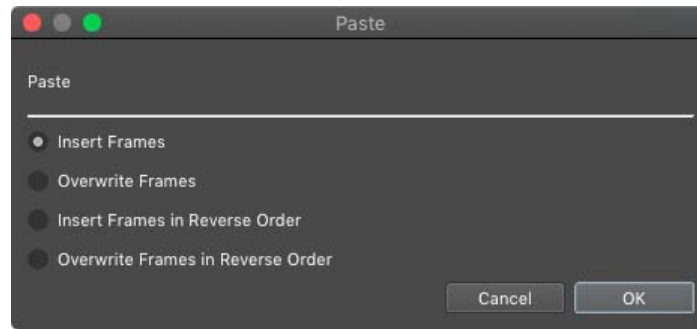 Paste
Paste
Insert Frames
Overwrite Frames
Insert Frames in Reverse Order
Overwrite Frames in Reverse Order
Cancel OK